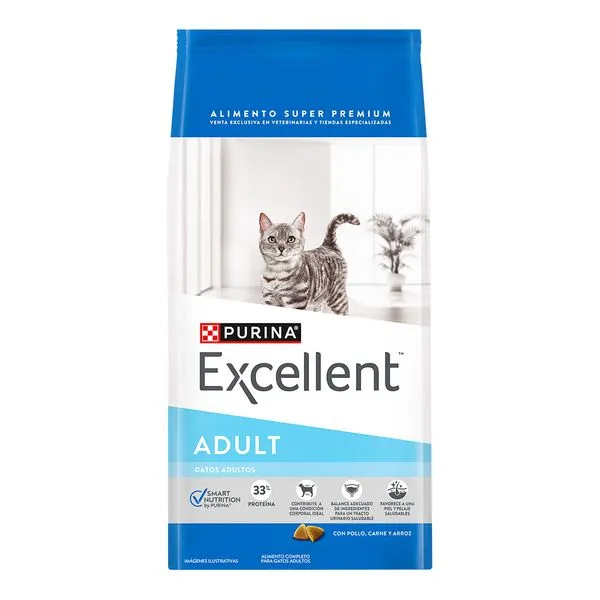 ALIMENTO SUPER PREMIUM
VENTA EXCLUSIVA EN VETERINARIAS Y TIENDAS ESPECIALIZADAS
PURINA®
Excellent™
ADULT
GATOS ADULTOS
SMART
NUTRITION
by PURINA®
33%
PROTEÍNA
CONTRIBUYE A
UNA CONDICIÓN
CORPORAL IDEAL
BALANCE ADECUADO
DE INGREDIENTES
PARA UN TRACTO
URINARIO SALUDABLE
FAVORECE A UNA
PIEL Y PELAJE
SALUDABLES
CON POLLO, CARNE Y ARROZ
IMÁGENES ILUSTRATIVAS
ALIMENTO COMPLETO
PARA GATOS ADULTOS